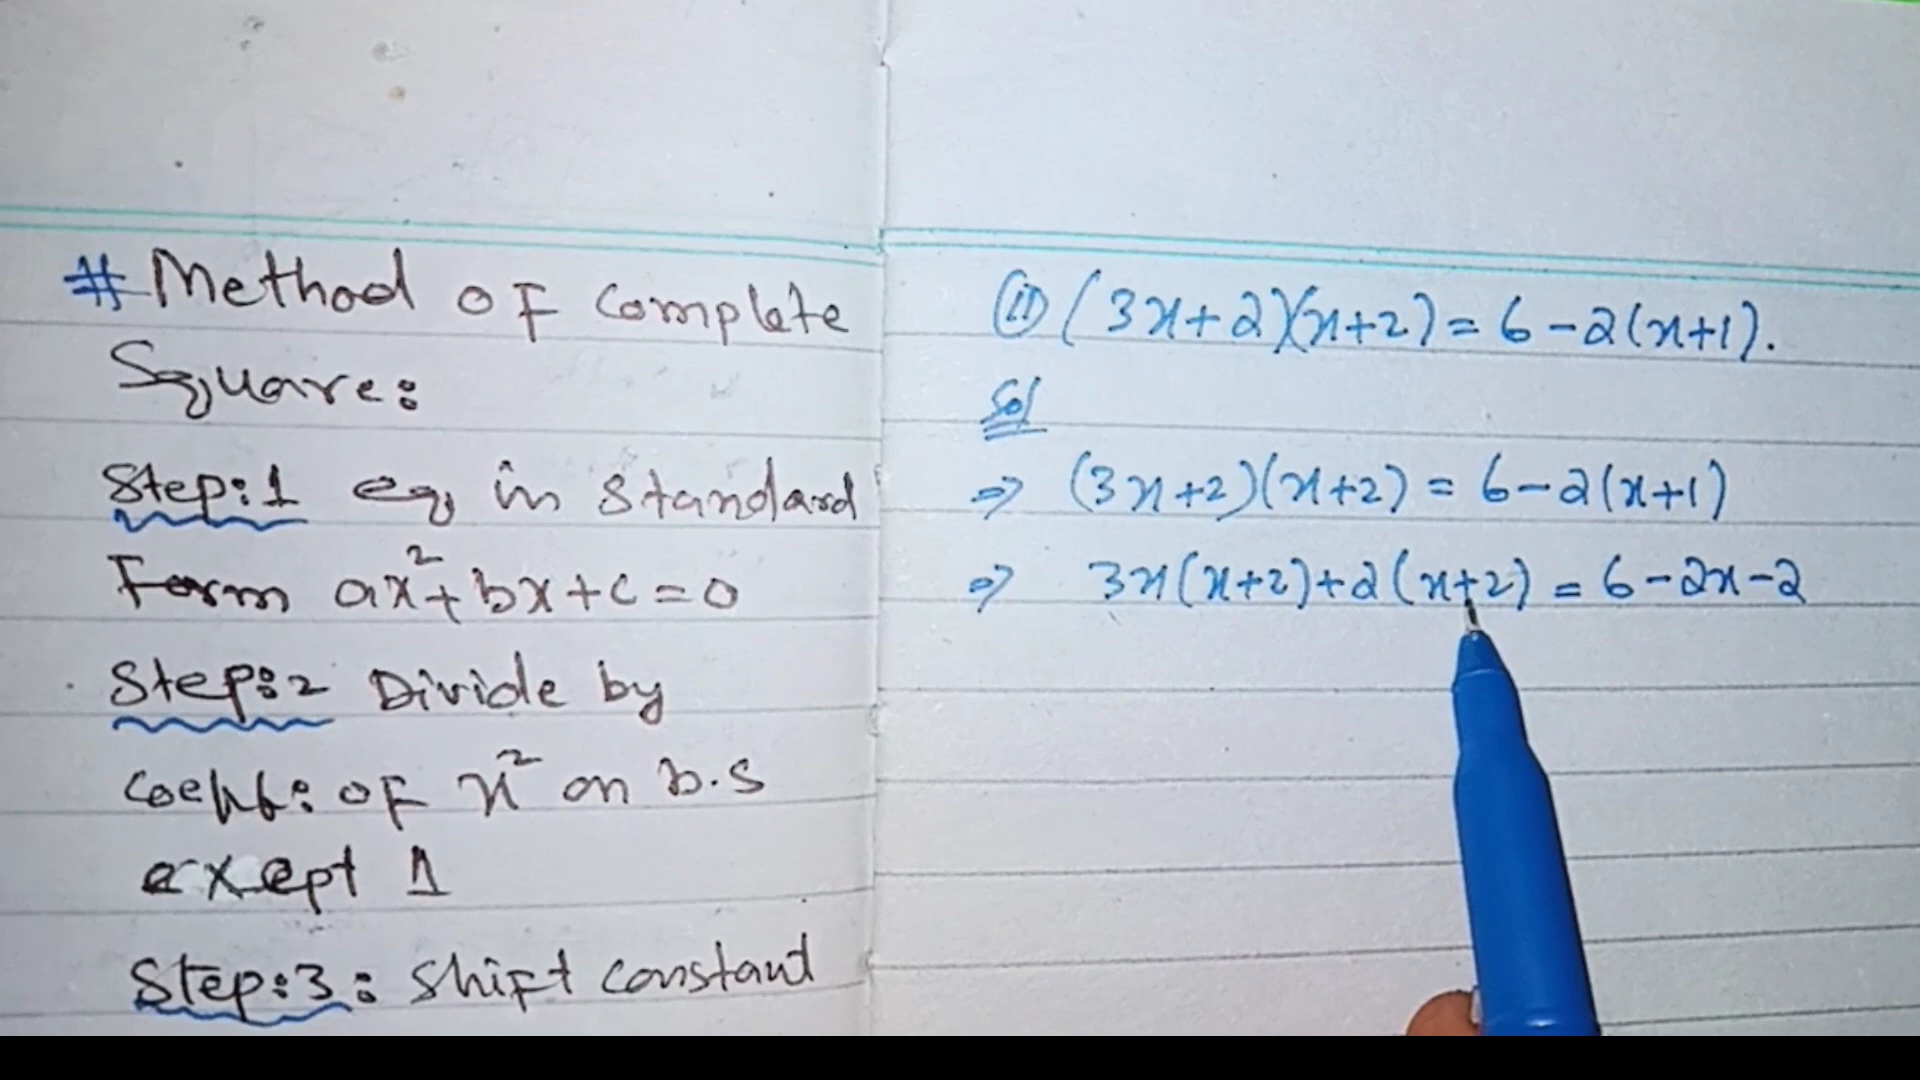 # Method of complete
Square:
Step:1 eq in standard
Form ax²+bx+c=0
Step:2 Divide by
coeff: of x² on b.s
except 1
Step:3: Shift constant
(ii) (3x+2)(x+2)=6-2(x+1).
Sol
⇒ (3x+2)(x+2) = 6-2(x+1)
⇒ 3x(x+2)+2(x+2) = 6-2x-2